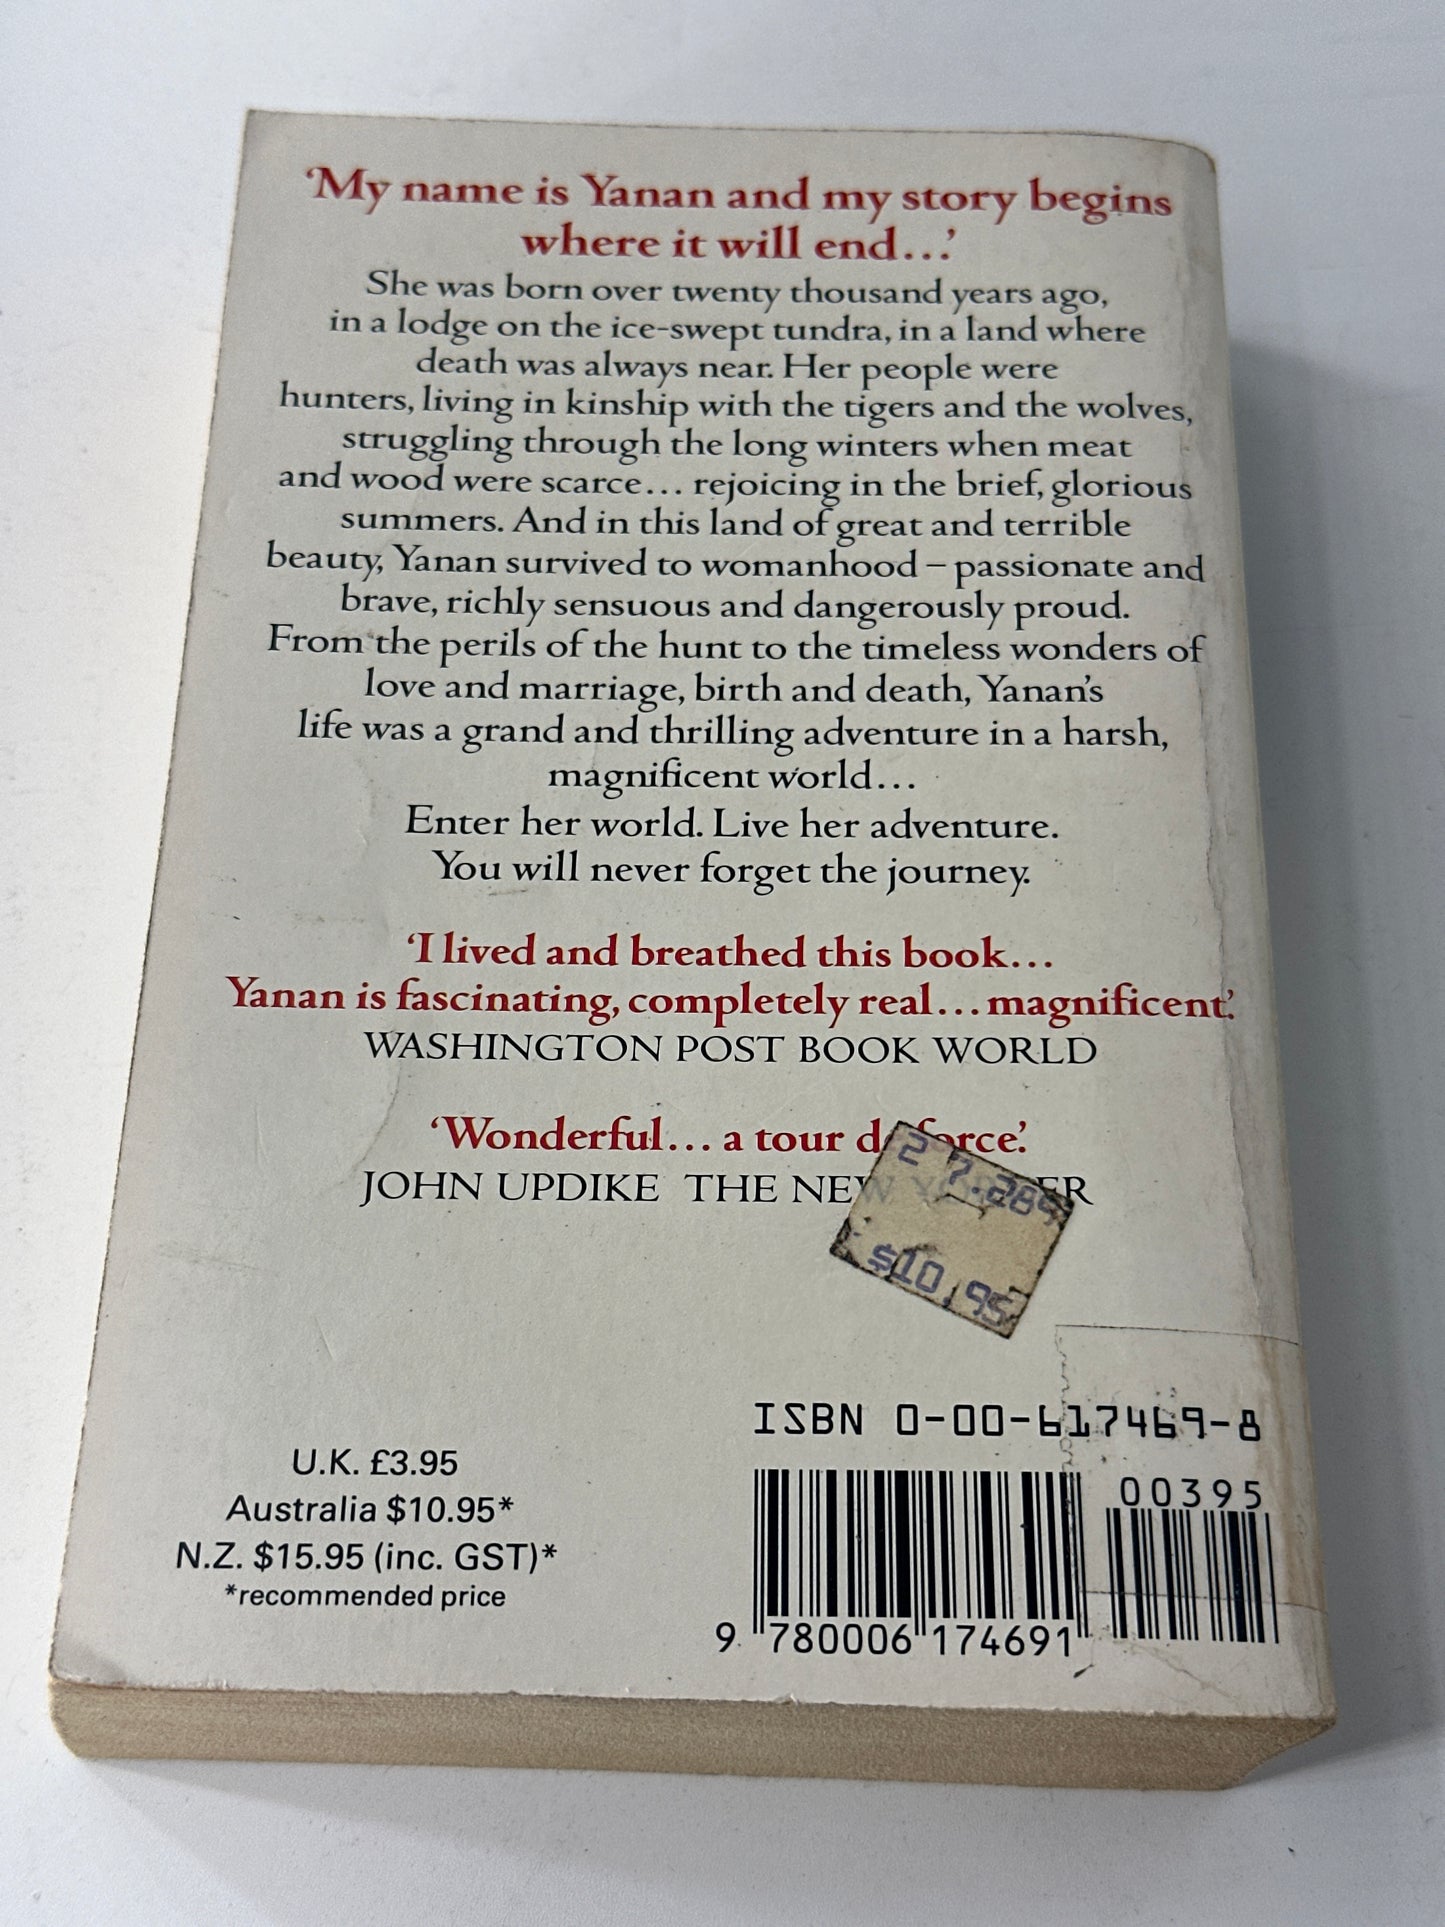 ‘My name is Yanan and my story begins
where it will end...’
She was born over twenty thousand years ago,
in a lodge on the ice-swept tundra, in a land where
death was always near. Her people were
hunters, living in kinship with the tigers and the wolves,
struggling through the long winters when meat
and wood were scarce... rejoicing in the brief, glorious
summers. And in this land of great and terrible
beauty, Yanan survived to womanhood – passionate and
brave, richly sensuous and dangerously proud.
From the perils of the hunt to the timeless wonders of
love and marriage, birth and death, Yanan’s
life was a grand and thrilling adventure in a harsh,
magnificent world...
Enter her world. Live her adventure.
You will never forget the journey.
‘I lived and breathed this book...
Yanan is fascinating, completely real... magnificent.’
WASHINGTON POST BOOK WORLD
‘Wonderful... a tour de force.’
JOHN UPDIKE THE NEW YORKER
2 7.289
$10.95
ISBN 0-00-617469-8
00395
U.K. £3.95
Australia $10.95*
N.Z. $15.95 (inc. GST)*
*recommended price
9 780006 174691